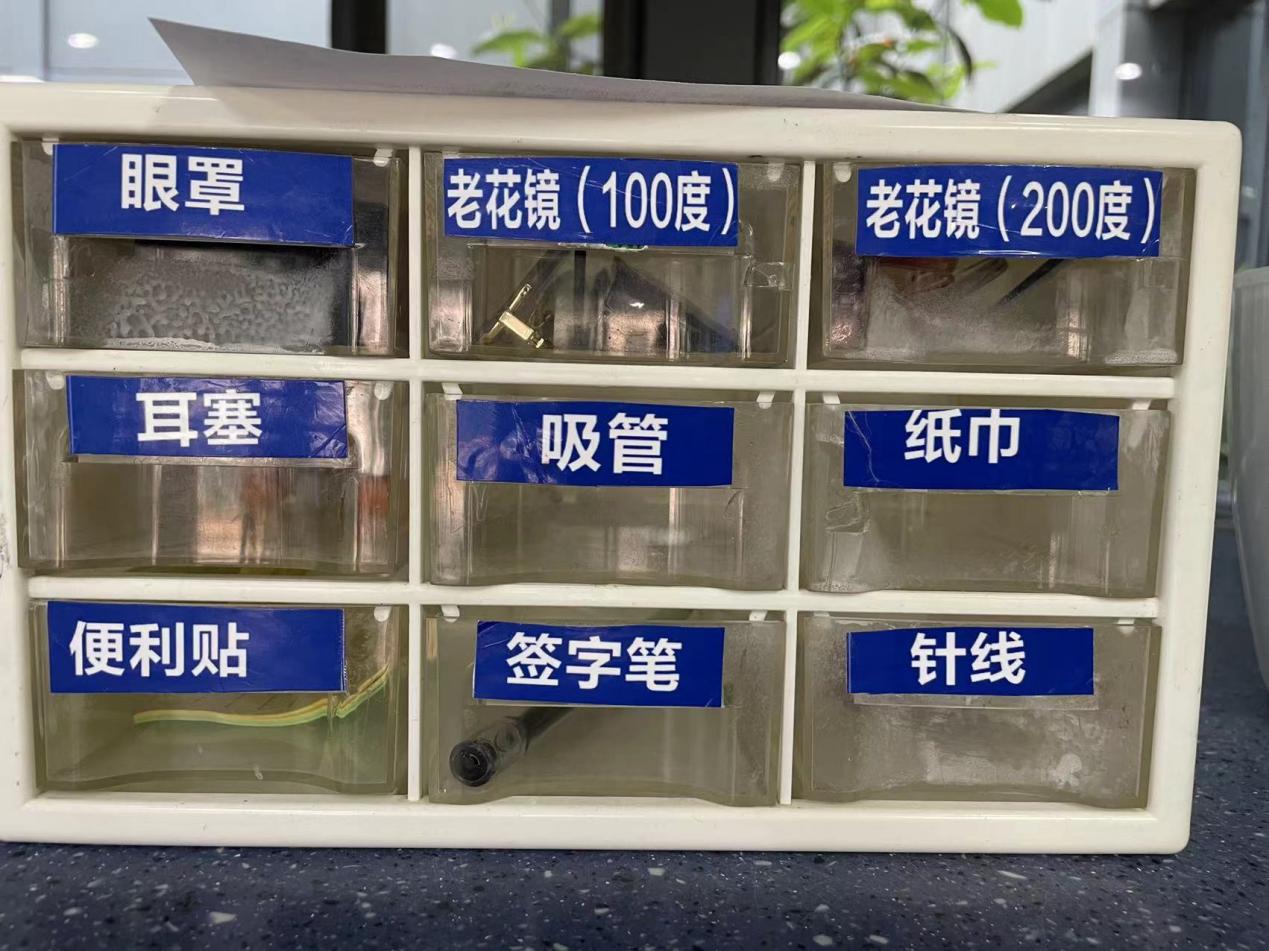 眼罩
老花镜(100度)
老花镜(200度)
耳塞
吸管
纸巾
便利贴
签字笔
针线